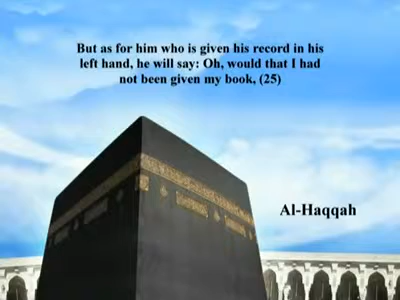 But as for him who is given his record in his
left hand, he will say: Oh, would that I had
not been given my book, (25)
Al-Haqqah